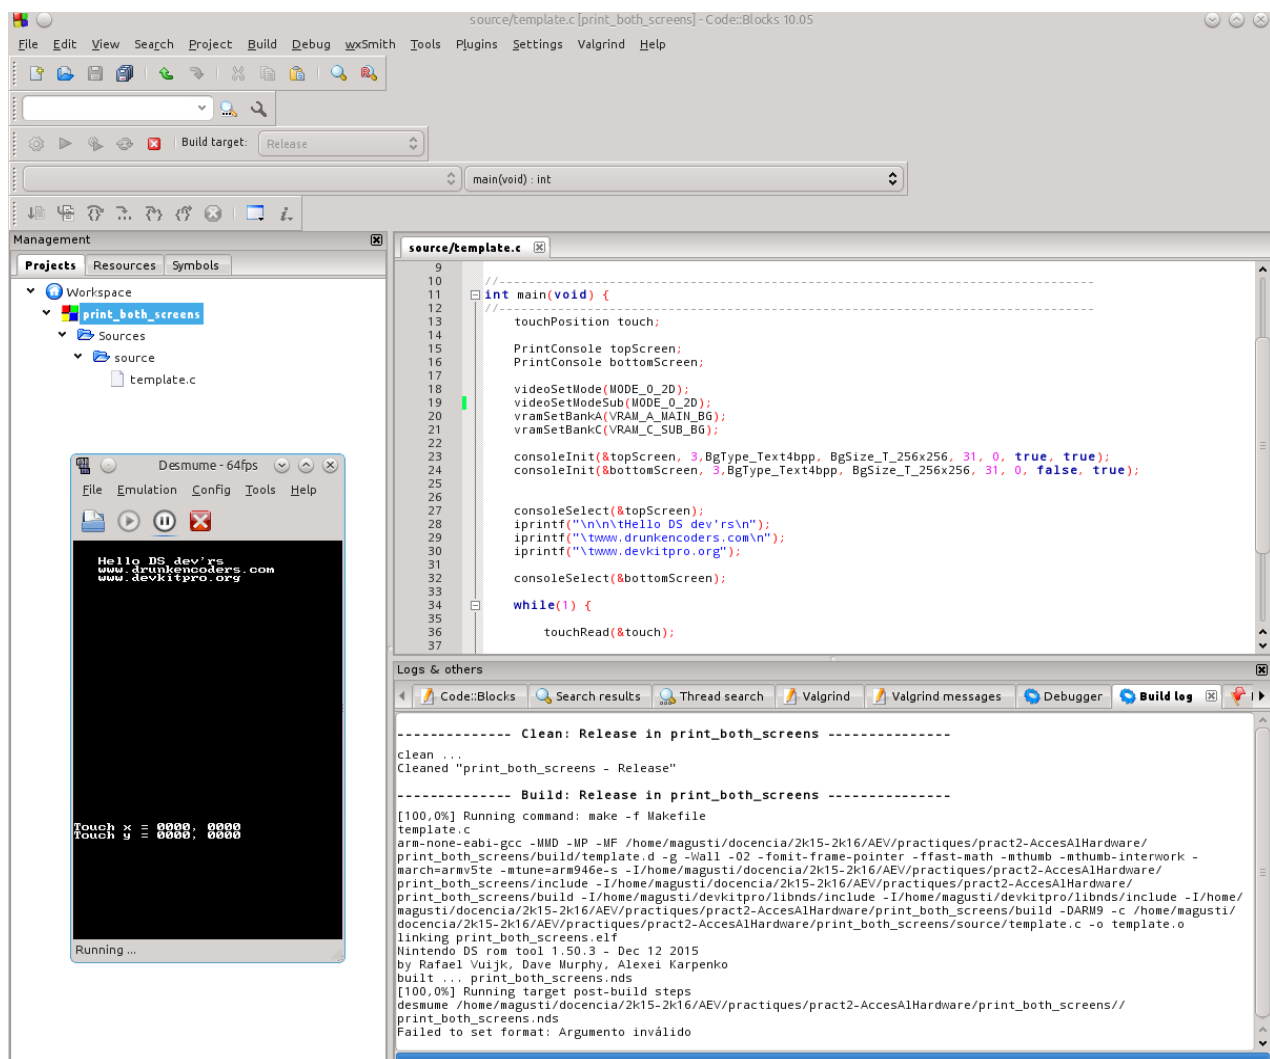 source/template.c [print_both_screens] - Code::Blocks 10.05
File Edit View Search Project Build Debug wxSmith Tools Plugins Settings Valgrind Help
Build target: Release
main(void) : int
Management
Projects Resources Symbols
Workspace
print_both_screens
Sources
source
template.c
Desmume - 64fps
File Emulation Config Tools Help
Hello DS dev'rs
www.drunkencoders.com
www.devkitpro.org
Touch x = 0000, 0000
Touch y = 0000, 0000
Running ...
source/template.c
9
10 //----------------------------------------------------------------------------------
11 int main(void) {
12 //----------------------------------------------------------------------------------
13 touchPosition touch;
14
15 PrintConsole topScreen;
16 PrintConsole bottomScreen;
17
18 videoSetMode(MODE_0_2D);
19 videoSetModeSub(MODE_0_2D);
20 vramSetBankA(VRAM_A_MAIN_BG);
21 vramSetBankC(VRAM_C_SUB_BG);
22
23 consoleInit(&topScreen, 3,BgType_Text4bpp, BgSize_T_256x256, 31, 0, true, true);
24 consoleInit(&bottomScreen, 3,BgType_Text4bpp, BgSize_T_256x256, 31, 0, false, true);
25
26
27 consoleSelect(&topScreen);
28 iprintf("\n\n\tHello DS dev'rs\n");
29 iprintf("\twww.drunkencoders.com\n");
30 iprintf("\twww.devkitpro.org");
31
32 consoleSelect(&bottomScreen);
33
34 while(1) {
35
36 touchRead(&touch);
37
Logs & others
Code::Blocks Search results Thread search Valgrind Valgrind messages Debugger Build log
-------------- Clean: Release in print_both_screens ---------------
clean ...
Cleaned "print_both_screens - Release"
-------------- Build: Release in print_both_screens ---------------
[100,0%] Running command: make -f Makefile
template.c
arm-none-eabi-gcc -MMD -MP -MF /home/magusti/docencia/2k15-2k16/AEV/practiques/pract2-AccesAlHardware/
print_both_screens/build/template.d -g -Wall -O2 -fomit-frame-pointer -ffast-math -mthumb -mthumb-interwork -
march=armv5te -mtune=arm946e-s -I/home/magusti/docencia/2k15-2k16/AEV/practiques/pract2-AccesAlHardware/
print_both_screens/include -I/home/magusti/docencia/2k15-2k16/AEV/practiques/pract2-AccesAlHardware/
print_both_screens/build -I/home/magusti/devkitpro/libnds/include -I/home/magusti/devkitpro/libnds/include -I/home/
magusti/docencia/2k15-2k16/AEV/practiques/pract2-AccesAlHardware/print_both_screens/build -DARM9 -c /home/magusti/
docencia/2k15-2k16/AEV/practiques/pract2-AccesAlHardware/print_both_screens/source/template.c -o template.o
linking print_both_screens.elf
Nintendo DS rom tool 1.50.3 - Dec 12 2015
by Rafael Vuijk, Dave Murphy, Alexei Karpenko
built ... print_both_screens.nds
[100,0%] Running target post-build steps
desmume /home/magusti/docencia/2k15-2k16/AEV/practiques/pract2-AccesAlHardware/print_both_screens//
print_both_screens.nds
Failed to set format: Argumento inválido